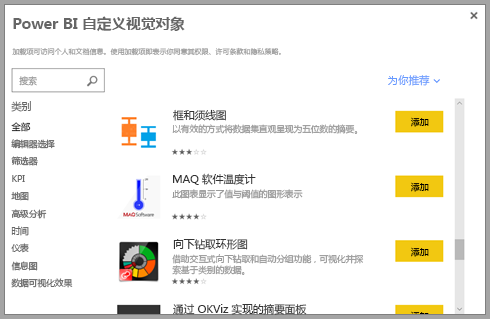 Power BI 自定义视觉对象
加载项可访问个人和文档信息。使用加载项即表示你同意其权限、许可条款和隐私策略。
搜索
为你推荐
类别
全部
编辑器选择
筛选器
KPI
地图
高级分析
时间
仪表
信息图
数据可视化效果
框和须线图
以有效的方式将数据集直观呈现为五位数的摘要。
添加
MAQ 软件温度计
此图表显示了值与阈值的图形表示
添加
MAQSoftware
向下钻取环形图
借助交互式向下钻取和自动分组功能，可视化并探
索基于类别的数据。
添加
通过 OKViz 实现的摘要面板
添加